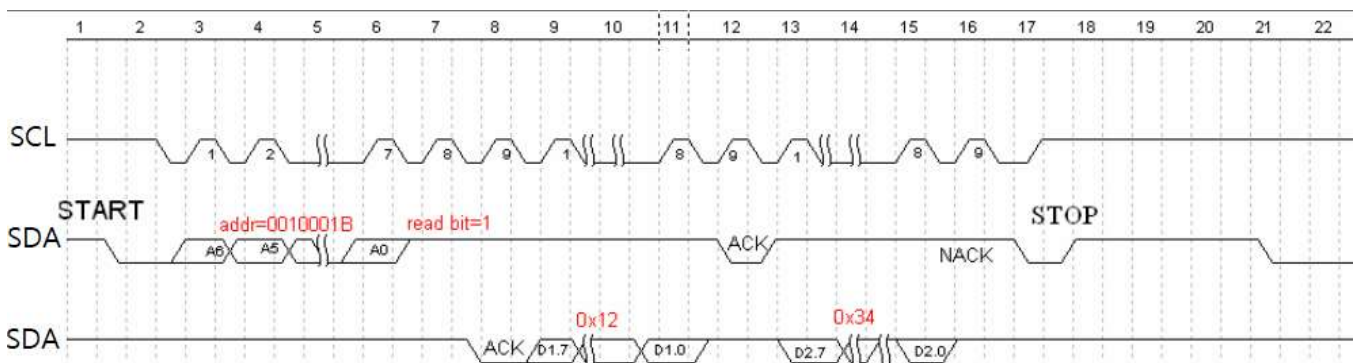 1 2 3 4 5 6 7 8 9 10 11 12 13 14 15 16 17 18 19 20 21 22
SCL 1 2 7 8 9 1 8 9 1 8 9
START addr=0010001B read bit=1 STOP
SDA A6 A5 A0 ACK NACK
0x12 0x34
SDA ACK D1.7 D1.0 D2.7 D2.0